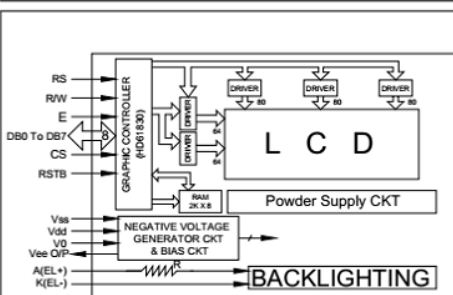 RS
R/W
E
DB0 To DB7
8
CS
RSTB
GRAPHIC CONTROLLER
(HD61830)
DRIVER
64
DRIVER
64
DRIVER
80
DRIVER
80
DRIVER
80
L C D
RAM
2K X 8
Powder Supply CKT
Vss
Vdd
V0
Vee O/P
NEGATIVE VOLTAGE
GENERATOR CKT
& BIAS CKT
A(EL+)
K(EL-)
R
BACKLIGHTING